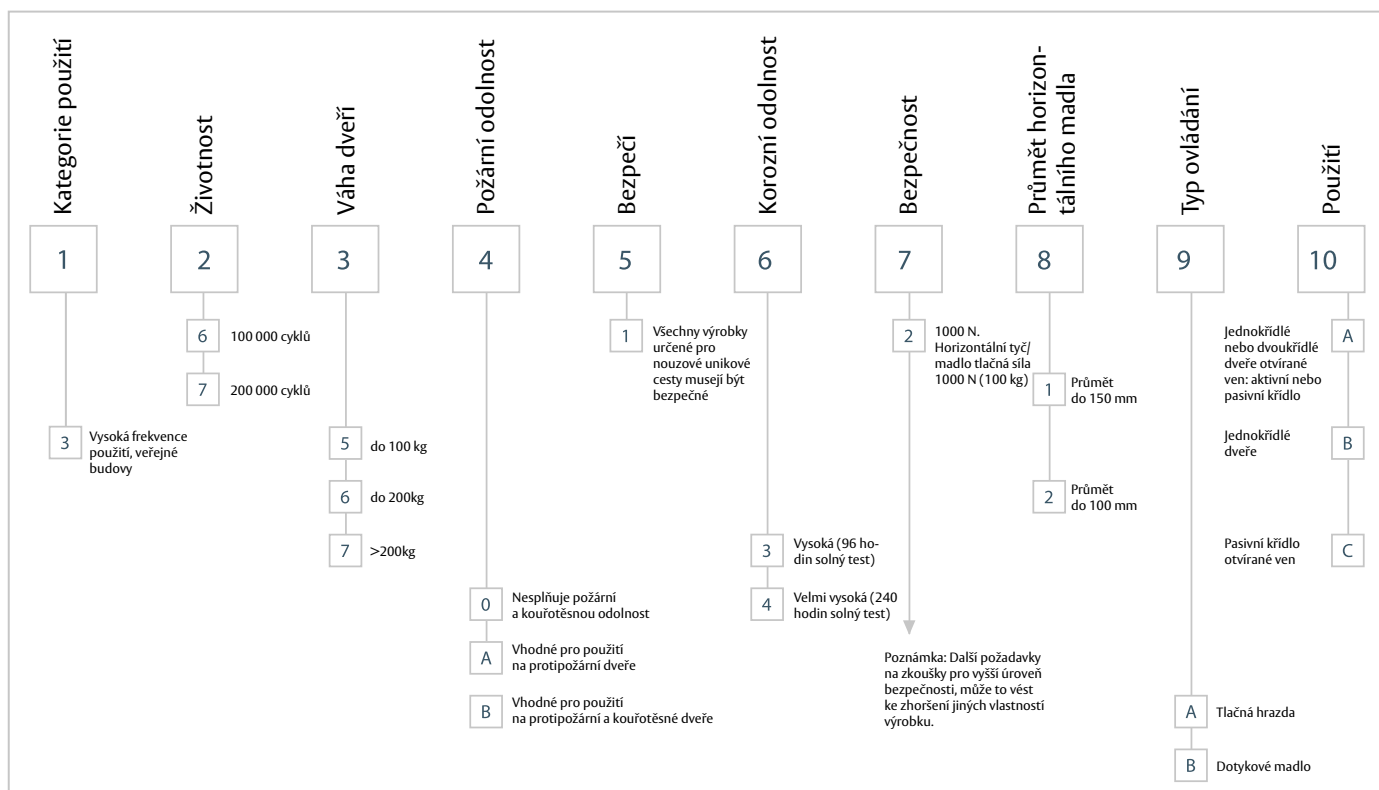 Kategorie použití
1
3
Vysoká frekvence
použití, veřejné
budovy
Životnost
2
6
100 000 cyklů
7
200 000 cyklů
Váha dveří
3
5
do 100 kg
6
do 200kg
7
>200kg
Požární odolnost
4
0
Nesplňuje požární
a kouřotěsnou odolnost
A
Vhodné pro použití
na protipožární dveře
B
Vhodné pro použití
na protipožární a kouřotěsné dveře
Bezpečí
5
1
Všechny výrobky
určené pro
nouzové unikové
cesty musejí být
bezpečné
Korozní odolnost
6
3
Vysoká (96 ho-
din solný test)
4
Velmi vysoká (240
hodin solný test)
Bezpečnost
7
2
1000 N.
Horizontální tyč/
madlo tlačná síla
1000 N (100 kg)
Poznámka: Další požadavky
na zkoušky pro vyšší úroveň
bezpečnosti, může to vést
ke zhoršení jiných vlastností
výrobku.
Průmět horizon-
tálního madla
8
1
Průmět
do 150 mm
2
Průmět
do 100 mm
Typ ovládání
9
A
Tlačná hrazda
B
Dotykové madlo
Použití
10
Jednokřídlé
nebo dvoukřídlé
dveře otvírané
ven: aktivní nebo
pasivní křídlo
A
Jednokřídlé
dveře
B
Pasivní křídlo
otvírané ven
C